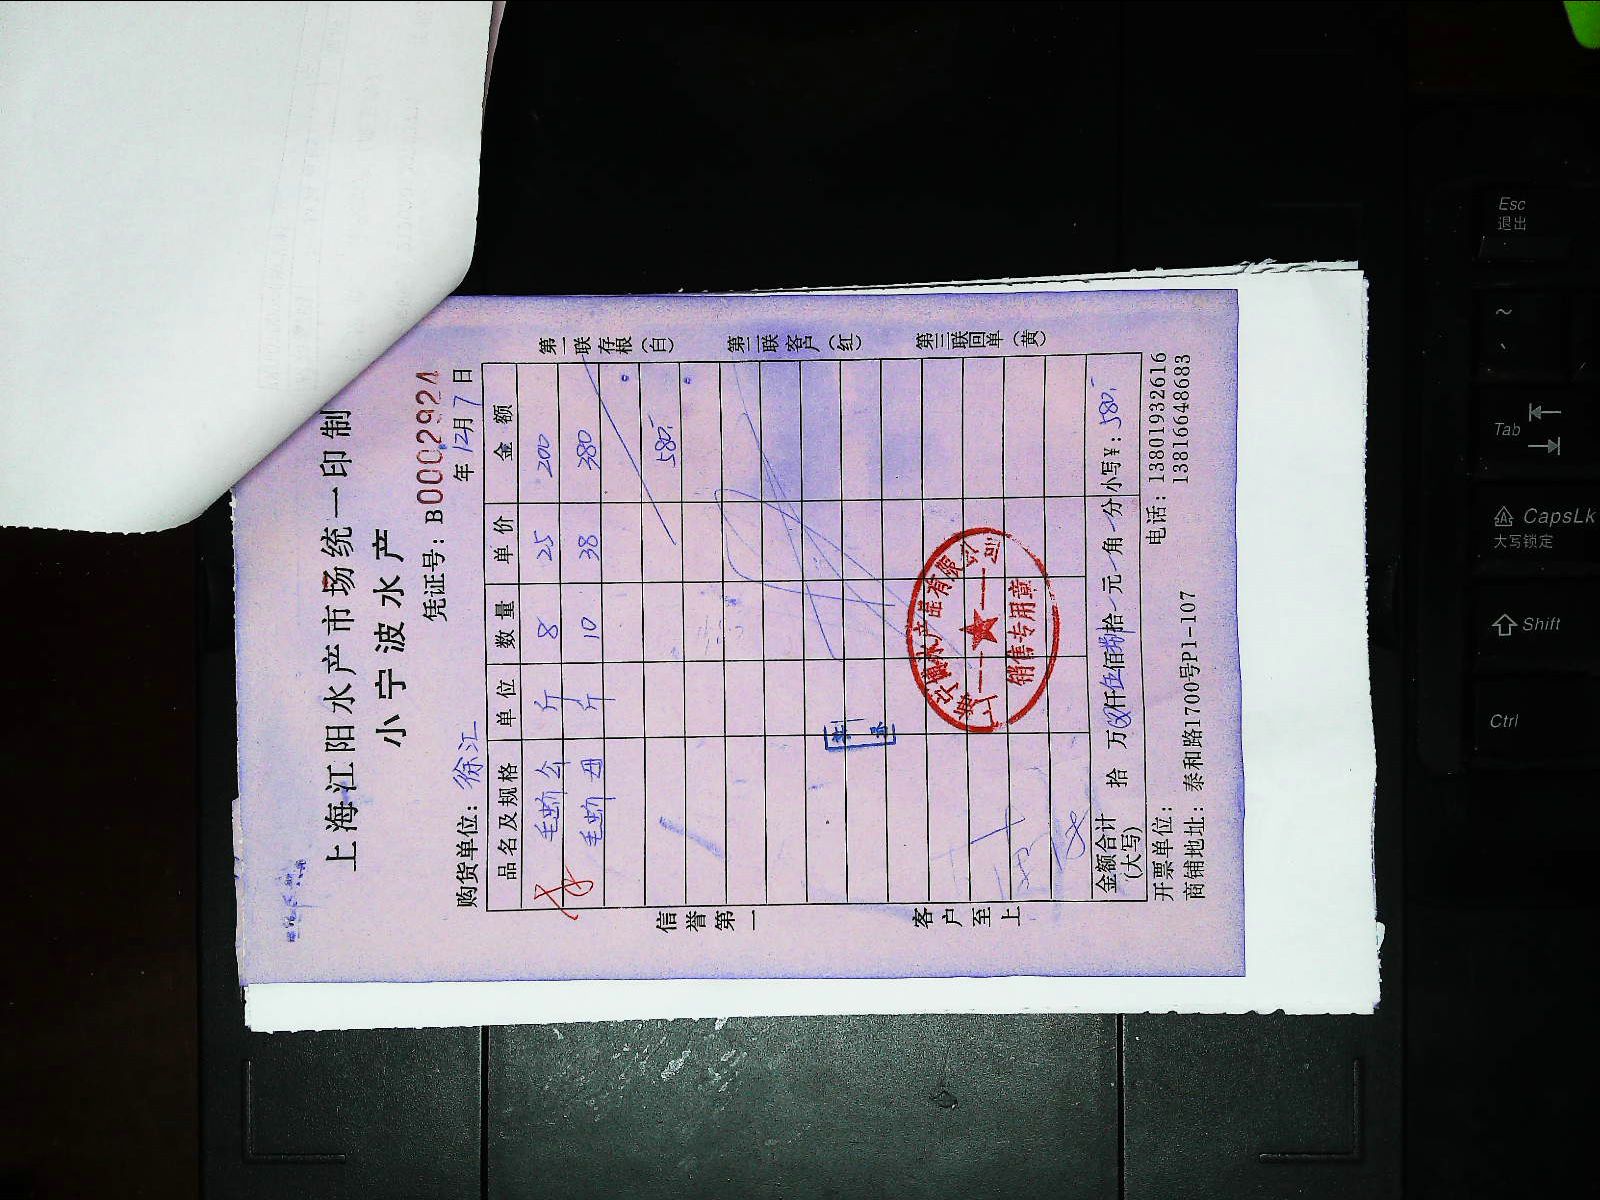 上海江阳水产市场统一印制
小宁波水产
凭证号：B0002924
购货单位：徐江 年12月7日
品名及规格 单位 数量 单价 金额
毛蚶公 斤 8 25 200
毛蚶母 斤 10 38 380
580.-
金额合计(大写) 拾 万 仟伍佰捌拾 元 角 分 小写¥：580.-
开票单位： 电话：13801932616
商铺地址：泰和路1700号P1-107 13816648683
第一联存根（白）
第二联客户（红）
第三联回单（黄）
信誉第一
客户至上
销售专用章
Esc
退出
~
Tab
CapsLk
大写锁定
Shift
Ctrl